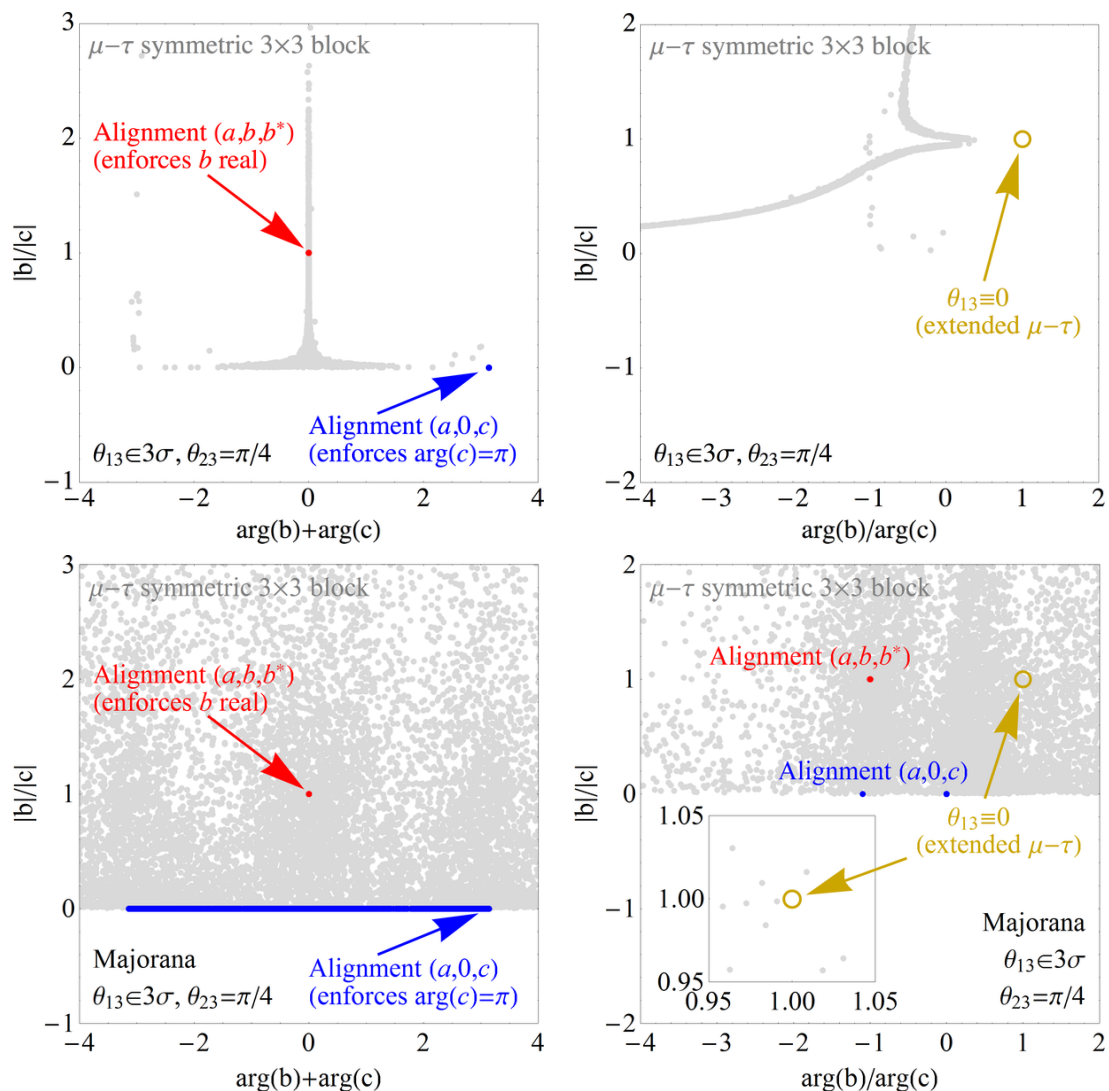 μ−τ symmetric 3×3 block
Alignment (a,b,b*)
(enforces b real)
Alignment (a,0,c)
(enforces arg(c)=π)
θ13∈3σ, θ23=π/4
3
2
1
0
−1
−4
−2
0
2
4
|b|/|c|
arg(b)+arg(c)
μ−τ symmetric 3×3 block
θ13≡0
(extended μ−τ)
θ13∈3σ, θ23=π/4
2
1
0
−1
−2
−4
−3
−2
−1
0
1
2
|b|/|c|
arg(b)/arg(c)
μ−τ symmetric 3×3 block
Alignment (a,b,b*)
(enforces b real)
Majorana
Alignment (a,0,c)
(enforces arg(c)=π)
θ13∈3σ, θ23=π/4
3
2
1
0
−1
−4
−2
0
2
4
|b|/|c|
arg(b)+arg(c)
μ−τ symmetric 3×3 block
Alignment (a,b,b*)
Alignment (a,0,c)
θ13≡0
(extended μ−τ)
1.05
1.00
0.95
0.95
1.00
1.05
Majorana
θ13∈3σ
θ23=π/4
2
1
0
−1
−2
−4
−3
−2
−1
0
1
2
|b|/|c|
arg(b)/arg(c)